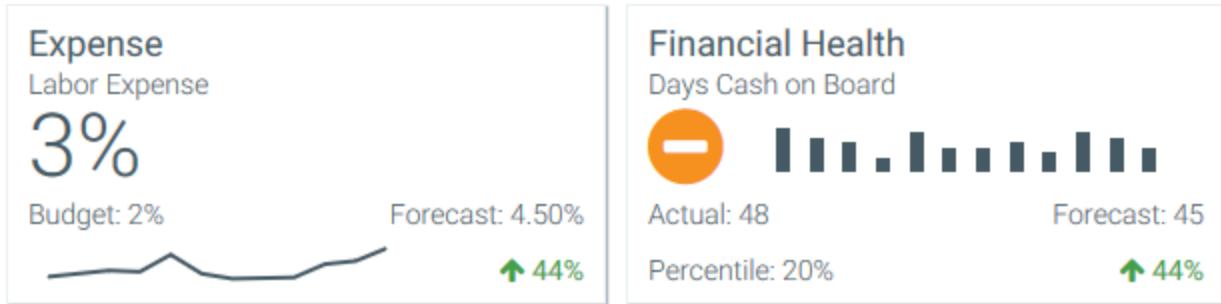 Expense
Labor Expense
3%
Budget: 2% Forecast: 4.50%
44%
Financial Health
Days Cash on Board
Actual: 48 Forecast: 45
Percentile: 20% 44%